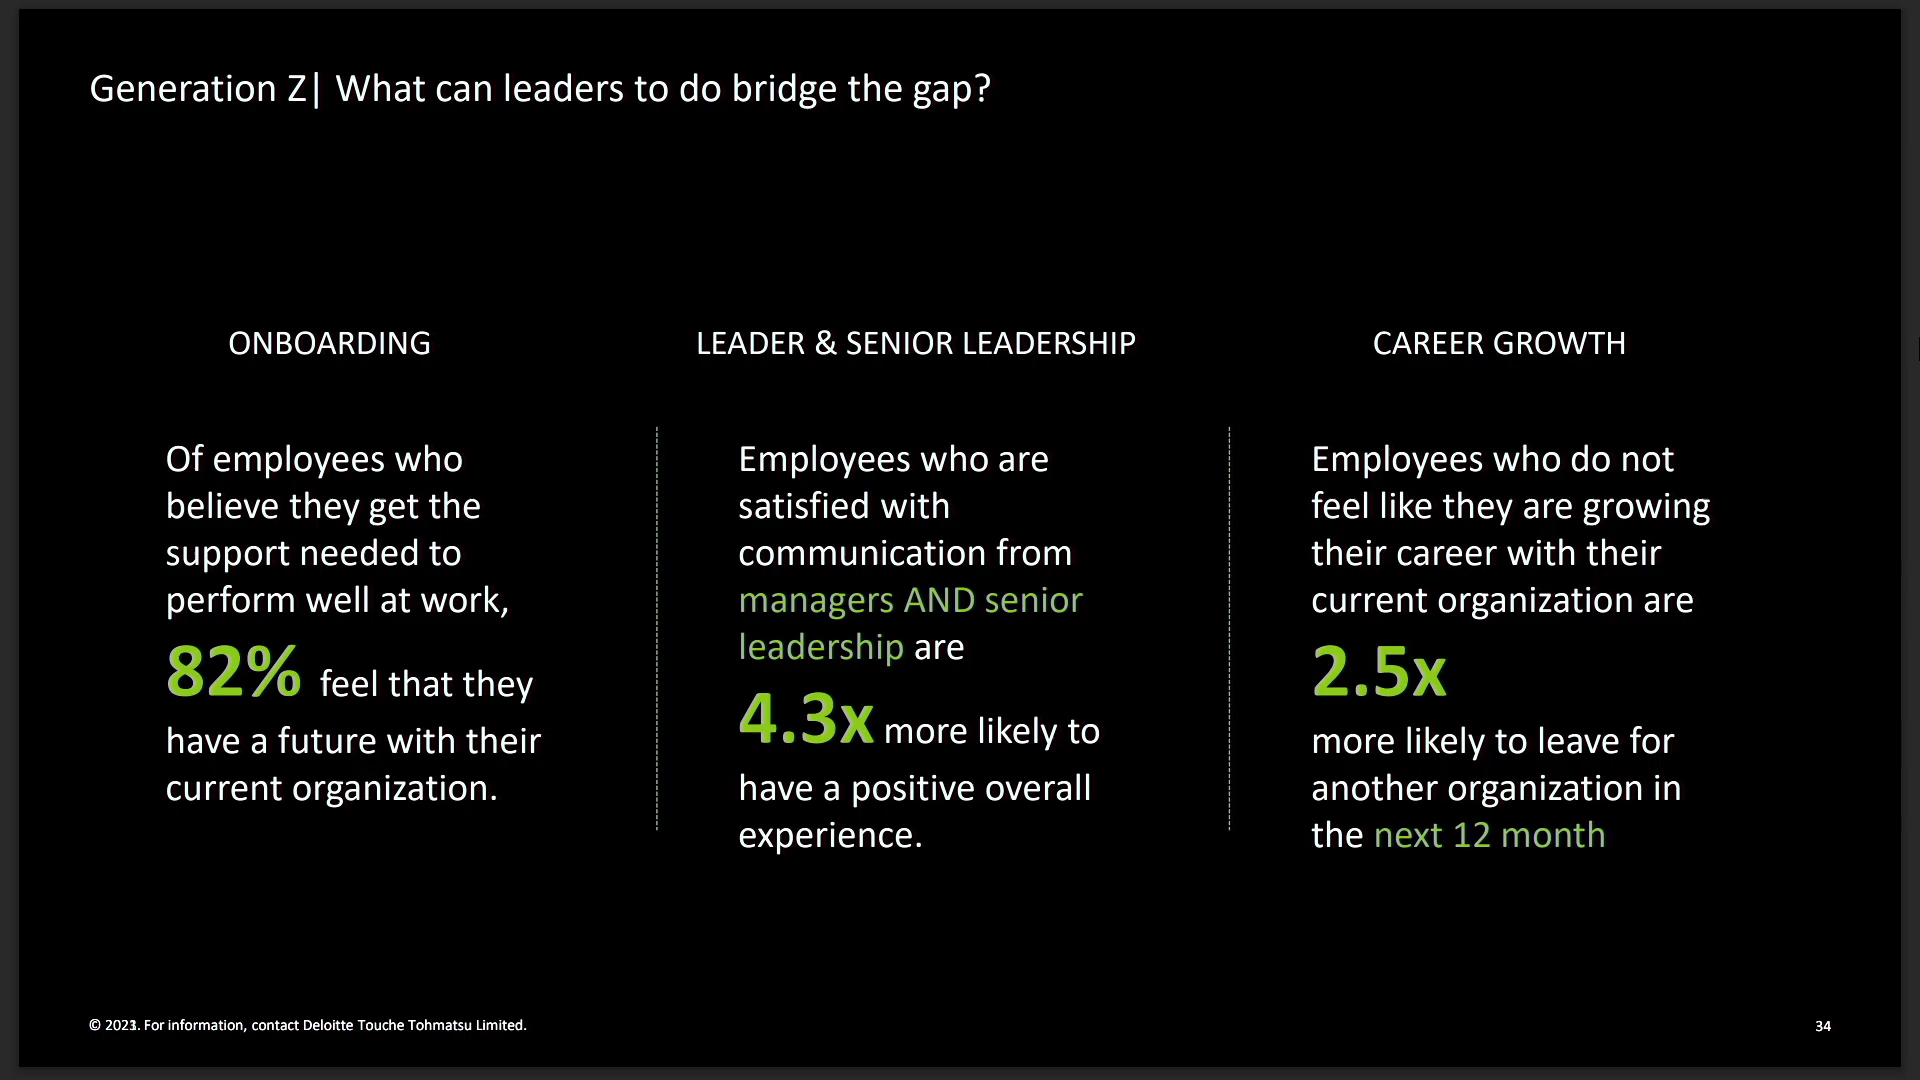 Generation Z| What can leaders to do bridge the gap?
ONBOARDING
Of employees who
believe they get the
support needed to
perform well at work,
82% feel that they
have a future with their
current organization.
LEADER & SENIOR LEADERSHIP
Employees who are
satisfied with
communication from
managers AND senior
leadership are
4.3x more likely to
have a positive overall
experience.
CAREER GROWTH
Employees who do not
feel like they are growing
their career with their
current organization are
2.5x
more likely to leave for
another organization in
the next 12 month
© For information, contact Deloitte Touche Tohmatsu Limited.
34